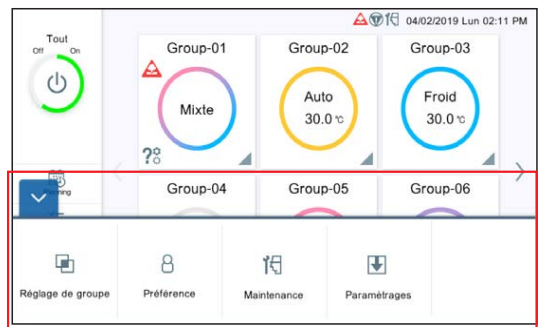 04/02/2019 Lun 02:11 PM
Tout
Off On
Group-01
Group-02
Group-03
Mixte
Auto
30.0 °C
Froid
30.0 °C
Group-04
Group-05
Group-06
Réglage de groupe
Préférence
Maintenance
Paramètrages